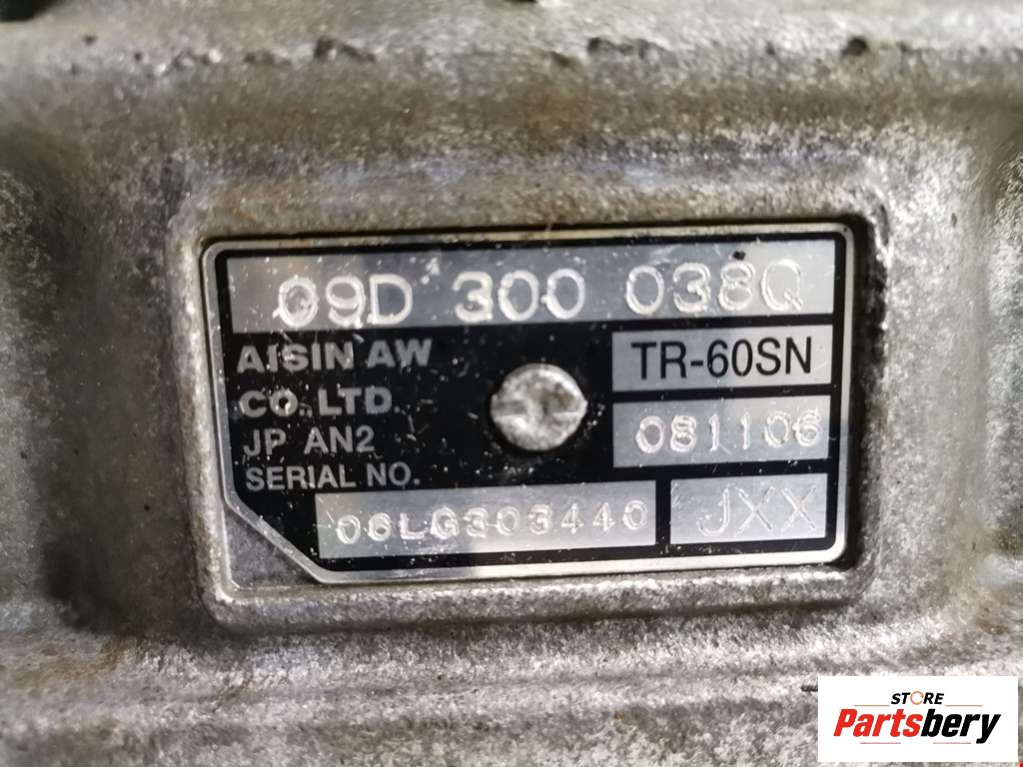 09D 300 038Q
AISIN AW TR-60SN
CO. LTD. 081106
JP AN2
SERIAL NO.
06LG303440 JXX
STORE
Partsbery